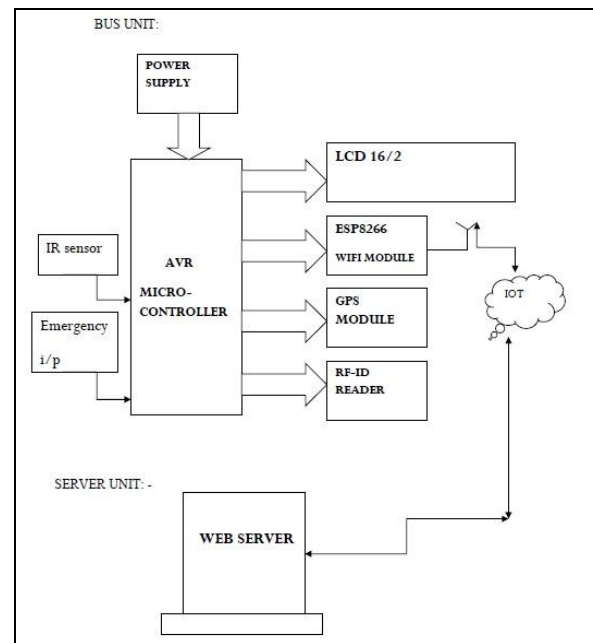 BUS UNIT:
POWER
SUPPLY
LCD 16/2
ESP8266
WIFI MODULE
IR sensor
AVR
MICRO-
CONTROLLER
IOT
GPS
MODULE
Emergency
i/p
RF-ID
READER
SERVER UNIT: -
WEB SERVER